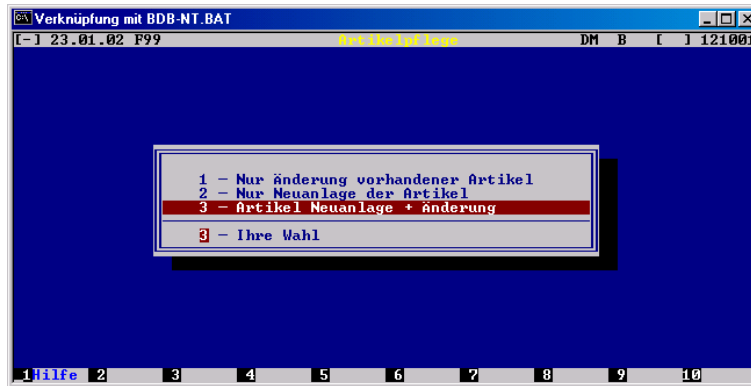 Verknüpfung mit BDB-NT.BAT
[-] 23.01.02 F99 Artikelpflege DM B [ ] 121001
1 - Nur Änderung vorhandener Artikel
2 - Nur Neuanlage der Artikel
3 - Artikel Neuanlage + Änderung
3 - Ihre Wahl
1Hilfe 2 3 4 5 6 7 8 9 10